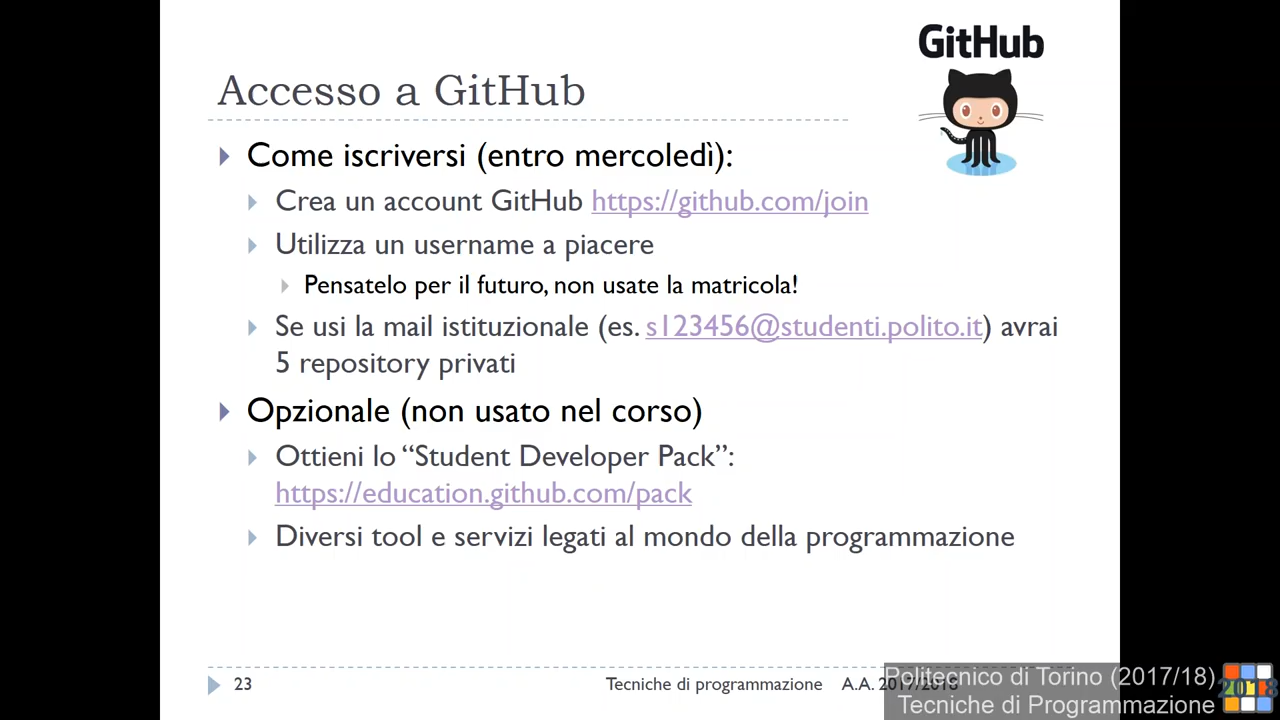 GitHub
Accesso a GitHub
Come iscriversi (entro mercoledì):
Crea un account GitHub https://github.com/join
Utilizza un username a piacere
Pensatelo per il futuro, non usate la matricola!
Se usi la mail istituzionale (es. s123456@studenti.polito.it) avrai
5 repository privati
Opzionale (non usato nel corso)
Ottieni lo “Student Developer Pack”:
https://education.github.com/pack
Diversi tool e servizi legati al mondo della programmazione
23
Tecniche di programmazione A.A. 2017/2018
Politecnico di Torino (2017/18)
Tecniche di Programmazione
2018